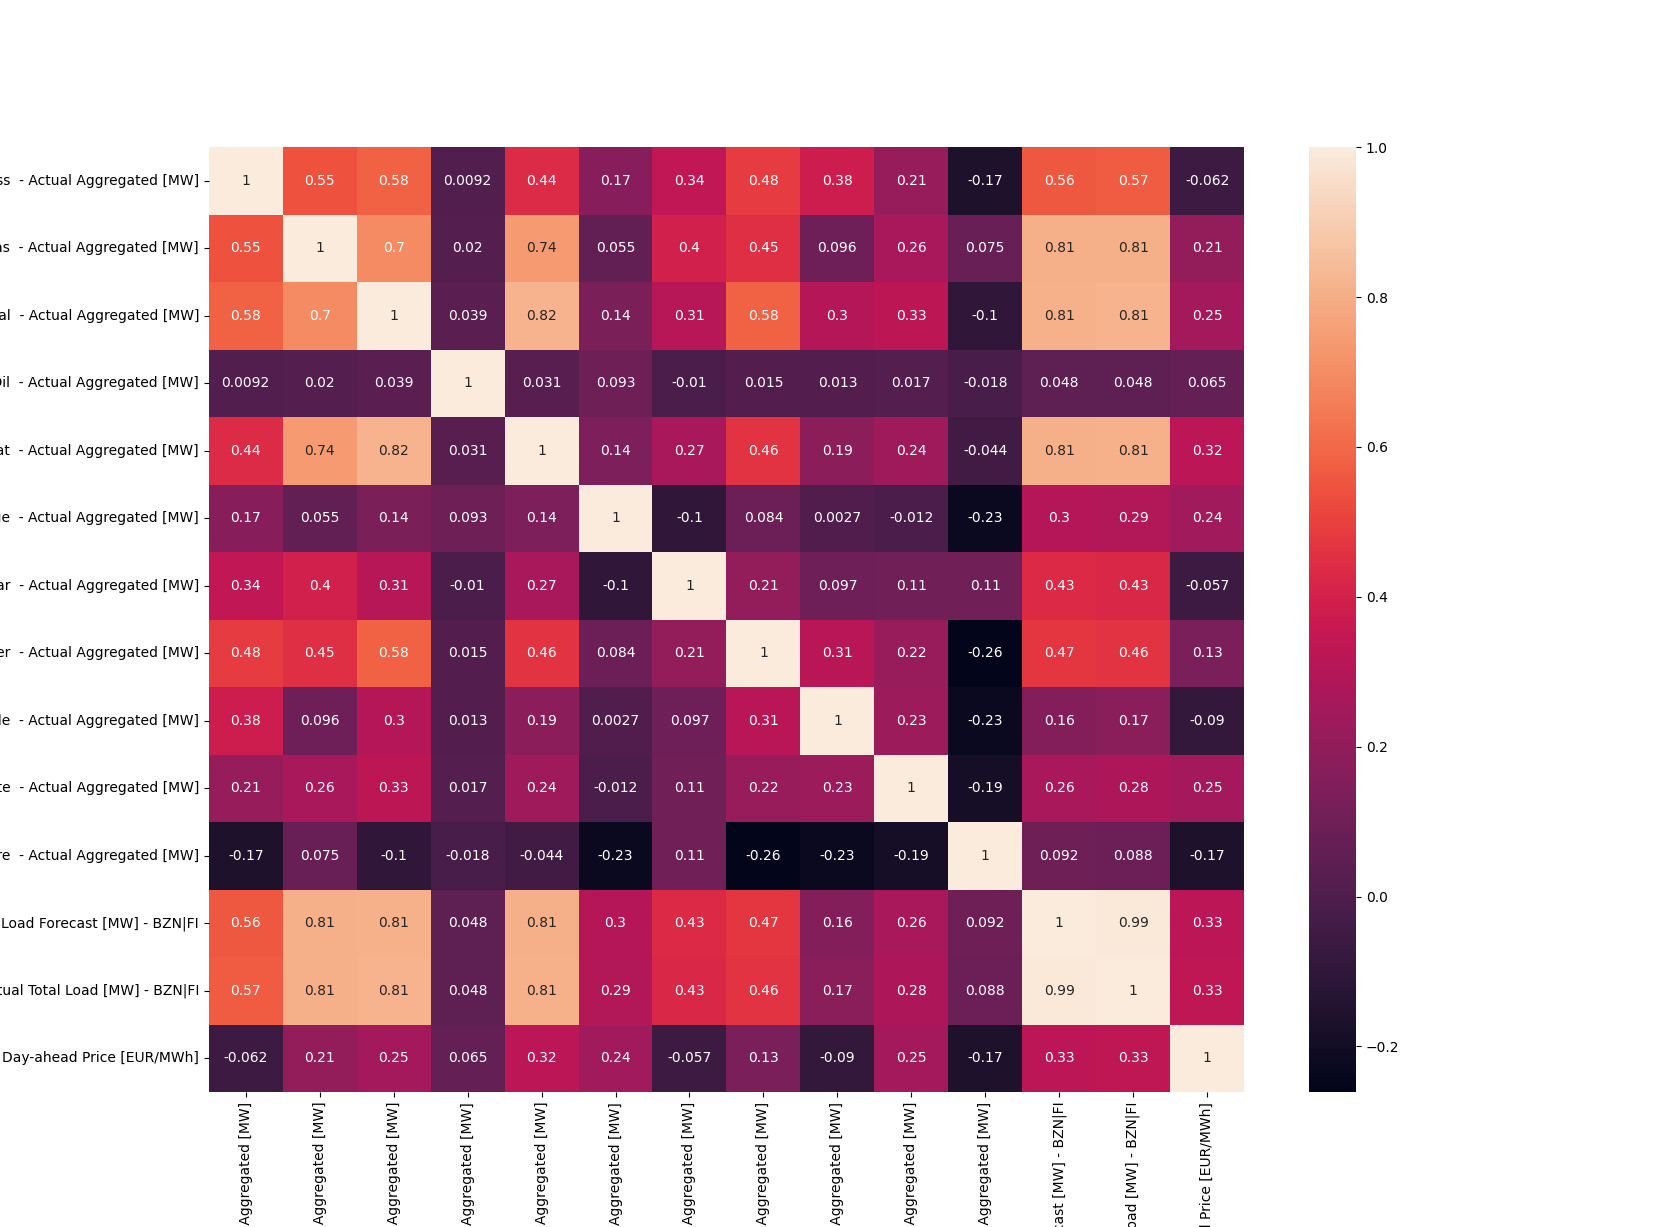 ss - Actual Aggregated [MW] 1 0.55 0.58 0.0092 0.44 0.17 0.34 0.48 0.38 0.21 -0.17 0.56 0.57 -0.062
as - Actual Aggregated [MW] 0.55 1 0.7 0.02 0.74 0.055 0.4 0.45 0.096 0.26 0.075 0.81 0.81 0.21
al - Actual Aggregated [MW] 0.58 0.7 1 0.039 0.82 0.14 0.31 0.58 0.3 0.33 -0.1 0.81 0.81 0.25
Oil - Actual Aggregated [MW] 0.0092 0.02 0.039 1 0.031 0.093 -0.01 0.015 0.013 0.017 -0.018 0.048 0.048 0.065
at - Actual Aggregated [MW] 0.44 0.74 0.82 0.031 1 0.14 0.27 0.46 0.19 0.24 -0.044 0.81 0.81 0.32
ge - Actual Aggregated [MW] 0.17 0.055 0.14 0.093 0.14 1 -0.1 0.084 0.0027 -0.012 -0.23 0.3 0.29 0.24
ar - Actual Aggregated [MW] 0.34 0.4 0.31 -0.01 0.27 -0.1 1 0.21 0.097 0.11 0.11 0.43 0.43 -0.057
er - Actual Aggregated [MW] 0.48 0.45 0.58 0.015 0.46 0.084 0.21 1 0.31 0.22 -0.26 0.47 0.46 0.13
le - Actual Aggregated [MW] 0.38 0.096 0.3 0.013 0.19 0.0027 0.097 0.31 1 0.23 -0.23 0.16 0.17 -0.09
te - Actual Aggregated [MW] 0.21 0.26 0.33 0.017 0.24 -0.012 0.11 0.22 0.23 1 -0.19 0.26 0.28 0.25
re - Actual Aggregated [MW] -0.17 0.075 -0.1 -0.018 -0.044 -0.23 0.11 -0.26 -0.23 -0.19 1 0.092 0.088 -0.17
Load Forecast [MW] - BZN|FI 0.56 0.81 0.81 0.048 0.81 0.3 0.43 0.47 0.16 0.26 0.092 1 0.99 0.33
tual Total Load [MW] - BZN|FI 0.57 0.81 0.81 0.048 0.81 0.29 0.43 0.46 0.17 0.28 0.088 0.99 1 0.33
Day-ahead Price [EUR/MWh] -0.062 0.21 0.25 0.065 0.32 0.24 -0.057 0.13 -0.09 0.25 -0.17 0.33 0.33 1
Aggregated [MW]
Aggregated [MW]
Aggregated [MW]
Aggregated [MW]
Aggregated [MW]
Aggregated [MW]
Aggregated [MW]
Aggregated [MW]
Aggregated [MW]
Aggregated [MW]
Aggregated [MW]
cast [MW] - BZN|FI
oad [MW] - BZN|FI
d Price [EUR/MWh]
1.0
0.8
0.6
0.4
0.2
0.0
−0.2